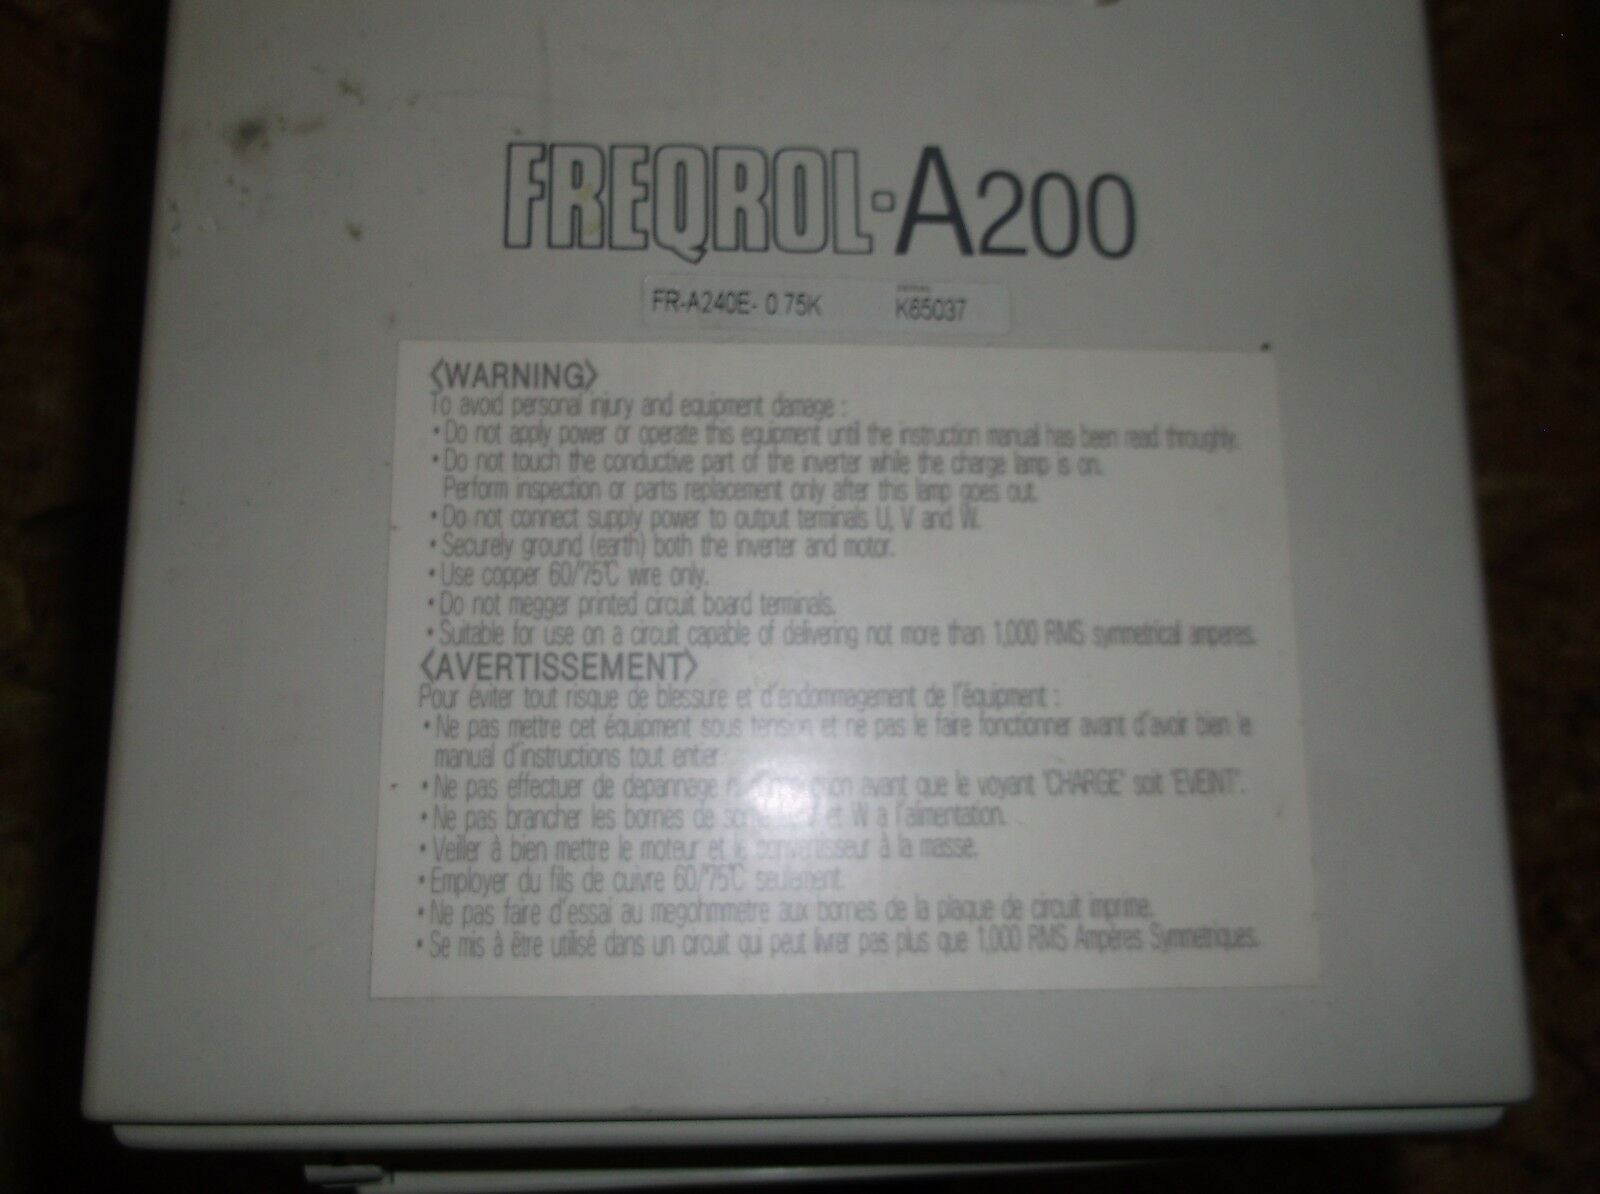 FREQROL-A200
FR-A240E- 0.75K K65037
<WARNING>
To avoid personal injury and equipment damage :
• Do not apply power or operate this equipment until the instruction manual has been read throughly.
• Do not touch the conductive part of the inverter while the charge lamp is on.
Perform inspection or parts replacement only after this lamp goes out.
• Do not connect supply power to output terminals U, V and W.
• Securely ground (earth) both the inverter and motor.
• Use copper 60/75℃ wire only.
• Do not megger printed circuit board terminals.
• Suitable for use on a circuit capable of delivering not more than 1,000 RMS symmetrical amperes.
<AVERTISSEMENT>
Pour éviter tout risque de blessure et d'endommagement de l'équipment :
• Ne pas mettre cet équipment sous tension et ne pas le faire fonctionner avant d'avoir bien le
manual d'instructions tout entier.
• Ne pas effectuer de depannage avant que le voyant "CHARGE" soit "EVEINT".
• Ne pas brancher les bornes de et W a l'alimentation.
• Veiller à bien mettre le moteur et le convertisseur à la masse.
• Employer du fils de cuivre 60/75℃ seulement.
• Ne pas faire d'essai au megohmmetre aux bornes de la plaque de circuit imprime.
• Se mis à être utilisé dans un circuit qui peut livrer pas plus que 1,000 RMS Ampères Symmetriques.